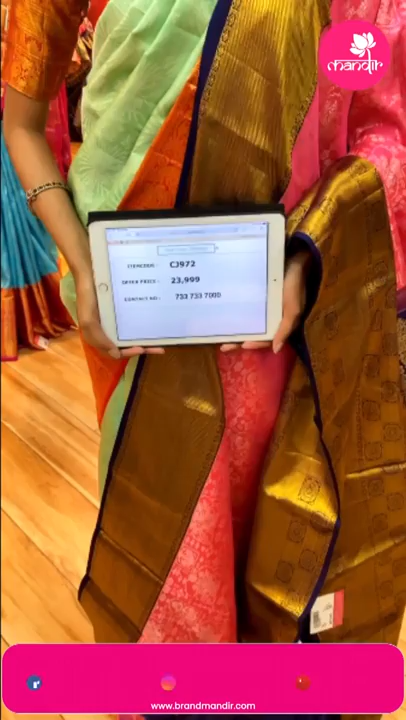 mandir
ITEMCODE : CJ972
OFFER PRICE : 23,999
CONTACT NO : 733 733 7000
www.brandmandir.com